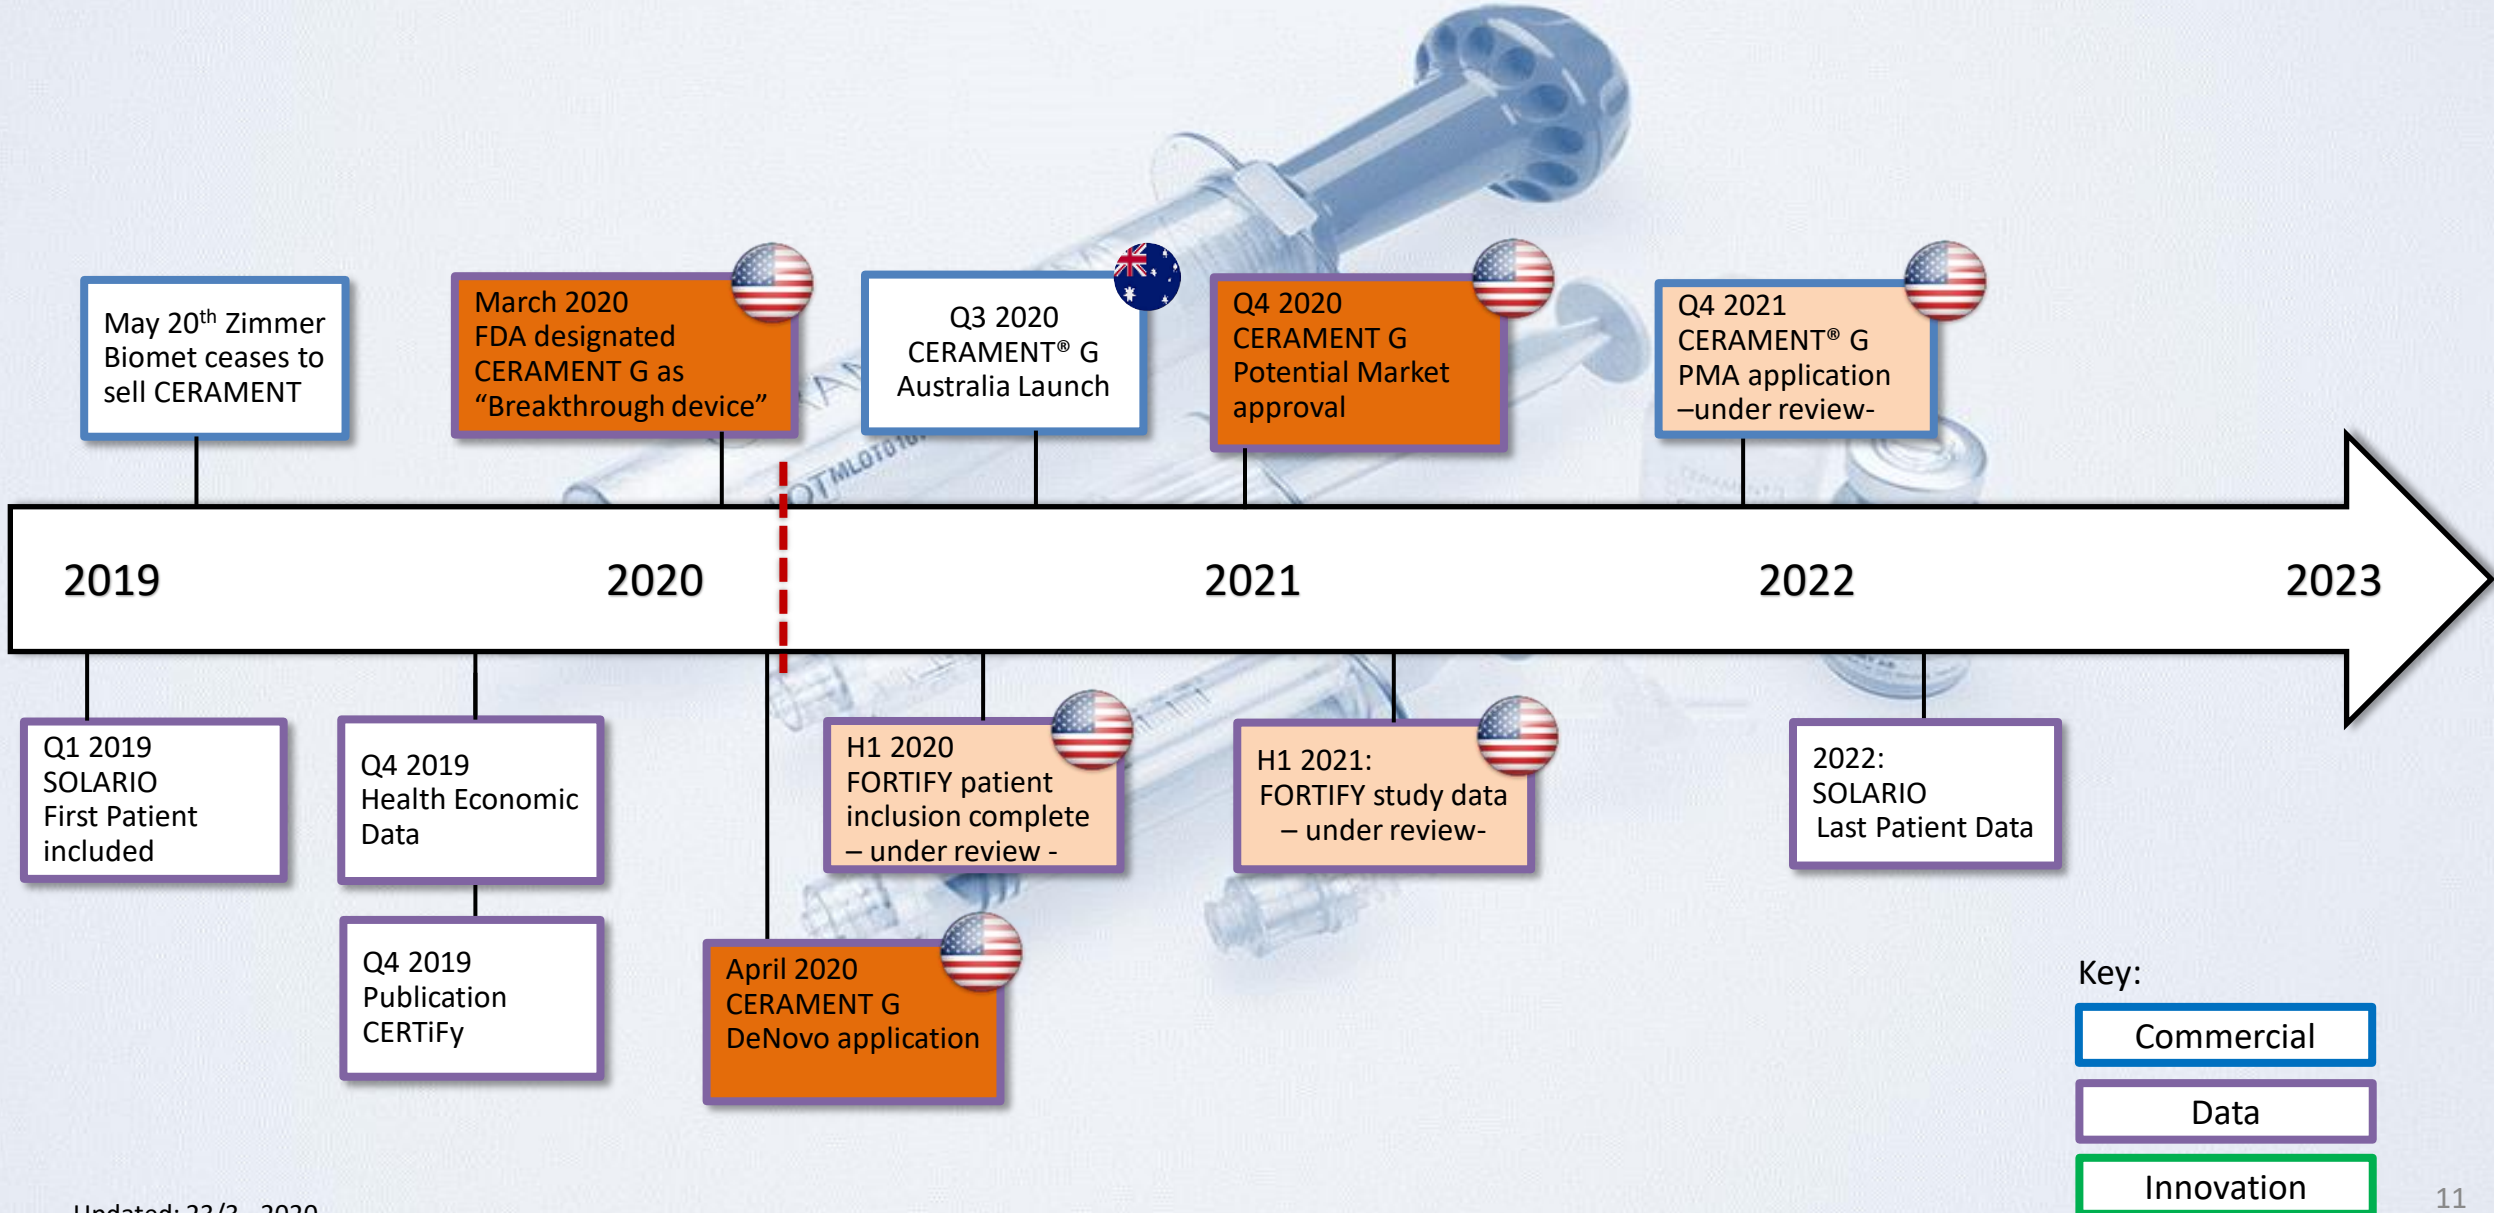 May 20th Zimmer
Biomet ceases to
sell CERAMENT
March 2020
FDA designated
CERAMENT G as
“Breakthrough device”
Q3 2020
CERAMENT® G
Australia Launch
Q4 2020
CERAMENT G
Potential Market
approval
Q4 2021
CERAMENT® G
PMA application
–under review-
2019
2020
2021
2022
2023
Q1 2019
SOLARIO
First Patient
included
Q4 2019
Health Economic
Data
Q4 2019
Publication
CERTiFy
April 2020
CERAMENT G
DeNovo application
H1 2020
FORTIFY patient
inclusion complete
– under review -
H1 2021:
FORTIFY study data
– under review-
2022:
SOLARIO
Last Patient Data
Key:
Commercial
Data
Innovation
Updated: 23/3 - 2020
11